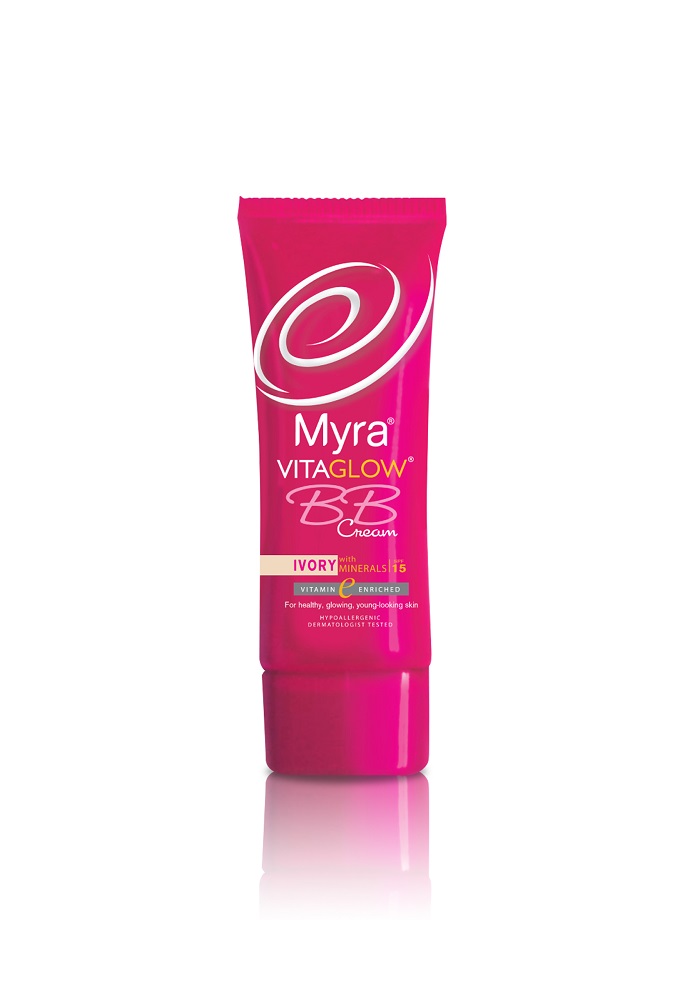 Myra®
VITAGLOW®
BB
Cream
IVORY with MINERALS SPF 15
VITAMIN e ENRICHED
For healthy, glowing, young-looking skin
HYPOALLERGENIC
DERMATOLOGIST TESTED